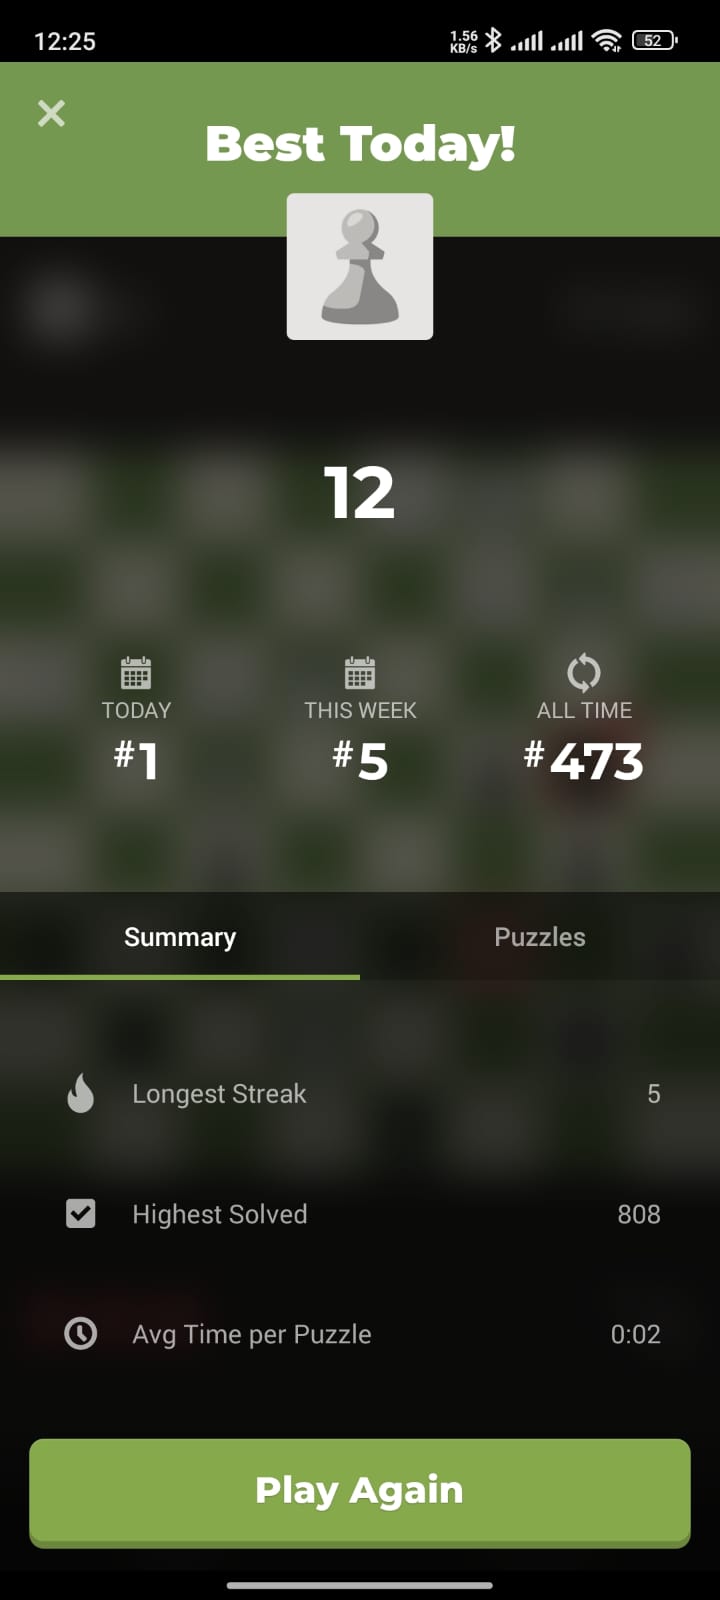 12:25
1.56
KB/s
52
Best Today!
12
TODAY
THIS WEEK
ALL TIME
#1
#5
#473
Summary
Puzzles
Longest Streak
5
Highest Solved
808
Avg Time per Puzzle
0:02
Play Again